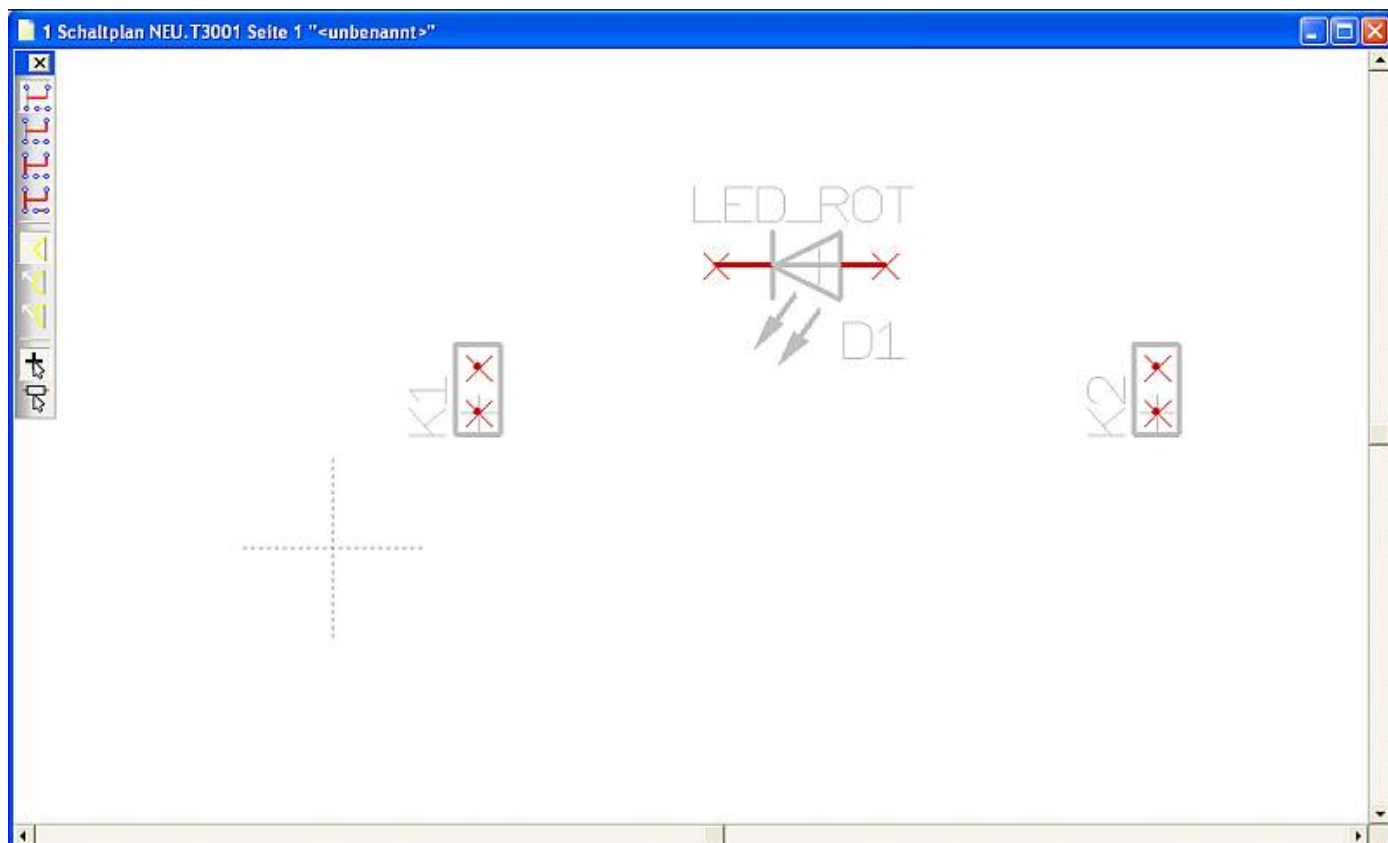 1 Schaltplan NEU.T3001 Seite 1 "<unbenannt>"
LED_ROT
D1
K1
K2